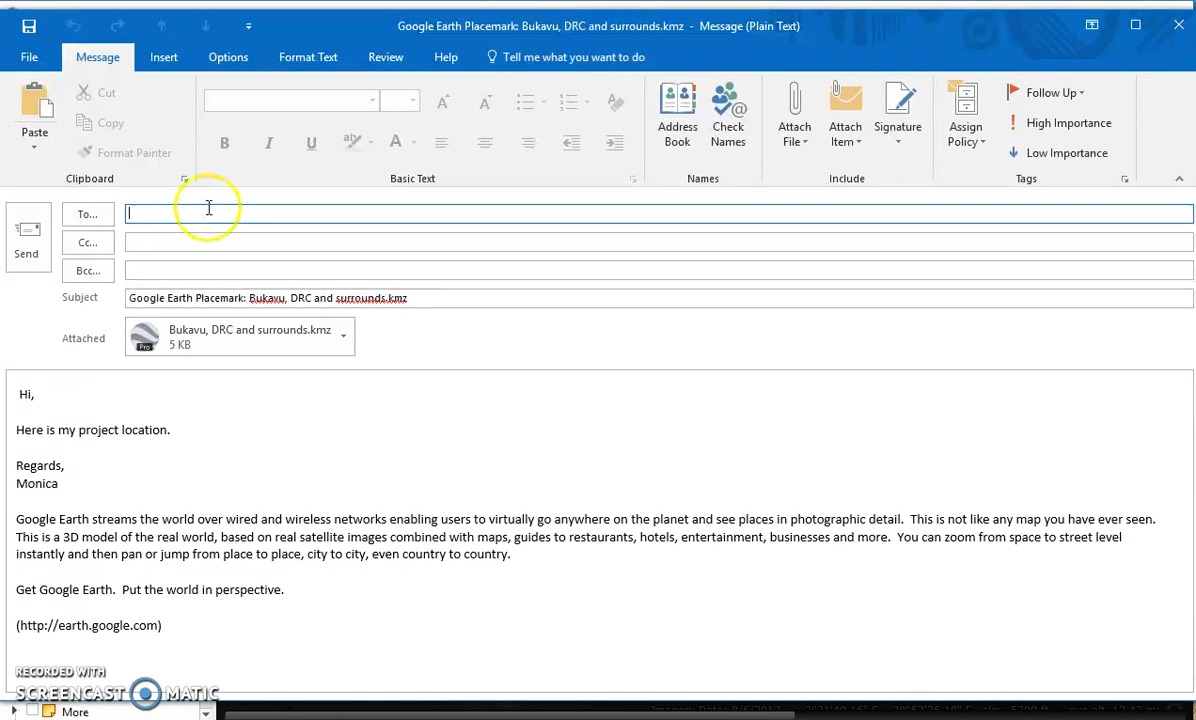 Google Earth Placemark: Bukavu, DRC and surrounds.kmz - Message (Plain Text)
File Message Insert Options Format Text Review Help Tell me what you want to do
Paste
Cut
Copy
Format Painter
Clipboard
B I U ab A
Basic Text
Address Book
Check Names
Names
Attach File
Attach Item
Signature
Include
Assign Policy
Follow Up
High Importance
Low Importance
Tags
Send
To...
Cc...
Bcc...
Subject Google Earth Placemark: Bukavu, DRC and surrounds.kmz
Attached Bukavu, DRC and surrounds.kmz
Pro 5 KB
Hi,
Here is my project location.
Regards,
Monica
Google Earth streams the world over wired and wireless networks enabling users to virtually go anywhere on the planet and see places in photographic detail. This is not like any map you have ever seen.
This is a 3D model of the real world, based on real satellite images combined with maps, guides to restaurants, hotels, entertainment, businesses and more. You can zoom from space to street level
instantly and then pan or jump from place to place, city to city, even country to country.
Get Google Earth. Put the world in perspective.
(http://earth.google.com)
RECORDED WITH
SCREENCAST MATIC
More